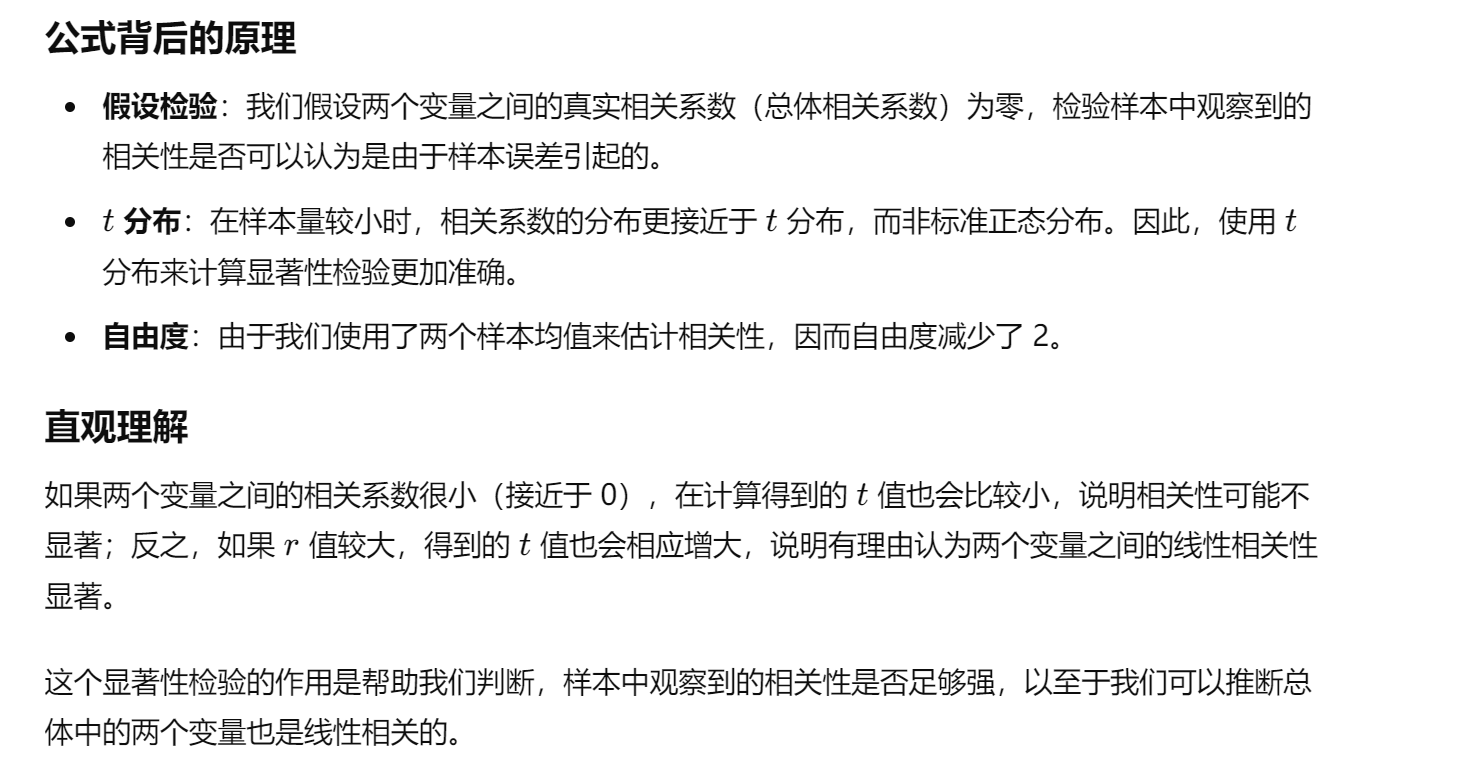 公式背后的原理
• 假设检验：我们假设两个变量之间的真实相关系数（总体相关系数）为零，检验样本中观察到的
相关性是否可以认为是由于样本误差引起的。
• t 分布：在样本量较小时，相关系数的分布更接近于 t 分布，而非标准正态分布。因此，使用 t
分布来计算显著性检验更加准确。
• 自由度：由于我们使用了两个样本均值来估计相关性，因而自由度减少了 2。
直观理解
如果两个变量之间的相关系数很小（接近于 0），在计算得到的 t 值也会比较小，说明相关性可能不
显著；反之，如果 r 值较大，得到的 t 值也会相应增大，说明有理由认为两个变量之间的线性相关性
显著。
这个显著性检验的作用是帮助我们判断，样本中观察到的相关性是否足够强，以至于我们可以推断总
体中的两个变量也是线性相关的。